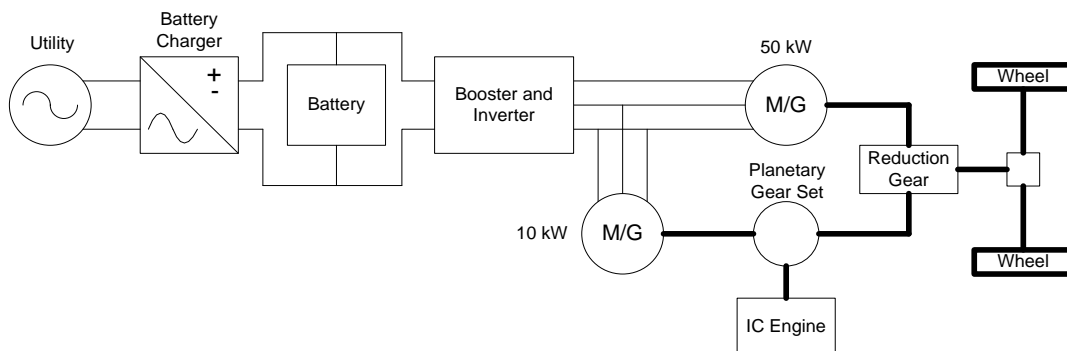 Utility
Battery
Charger
+
-
Battery
Booster and
Inverter
50 kW
M/G
Wheel
Reduction
Gear
Planetary
Gear Set
10 kW
M/G
Wheel
IC Engine